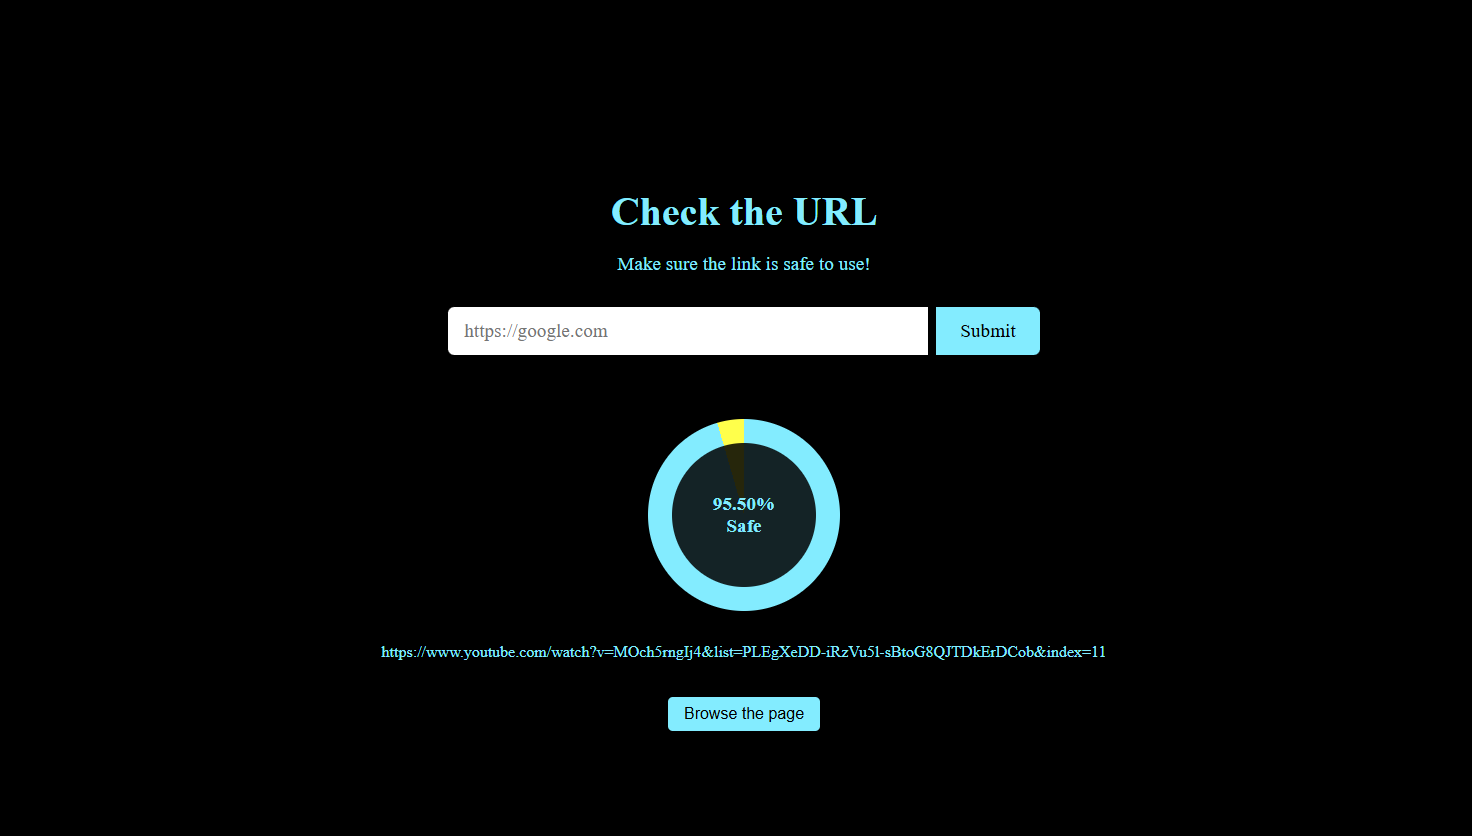 Check the URL
Make sure the link is safe to use!
https://google.com
Submit
95.50%
Safe
https://www.youtube.com/watch?v=MOch5rngIj4&list=PLEgXeDD-iRzVu5l-sBtoG8QJTDkErDCob&index=11
Browse the page